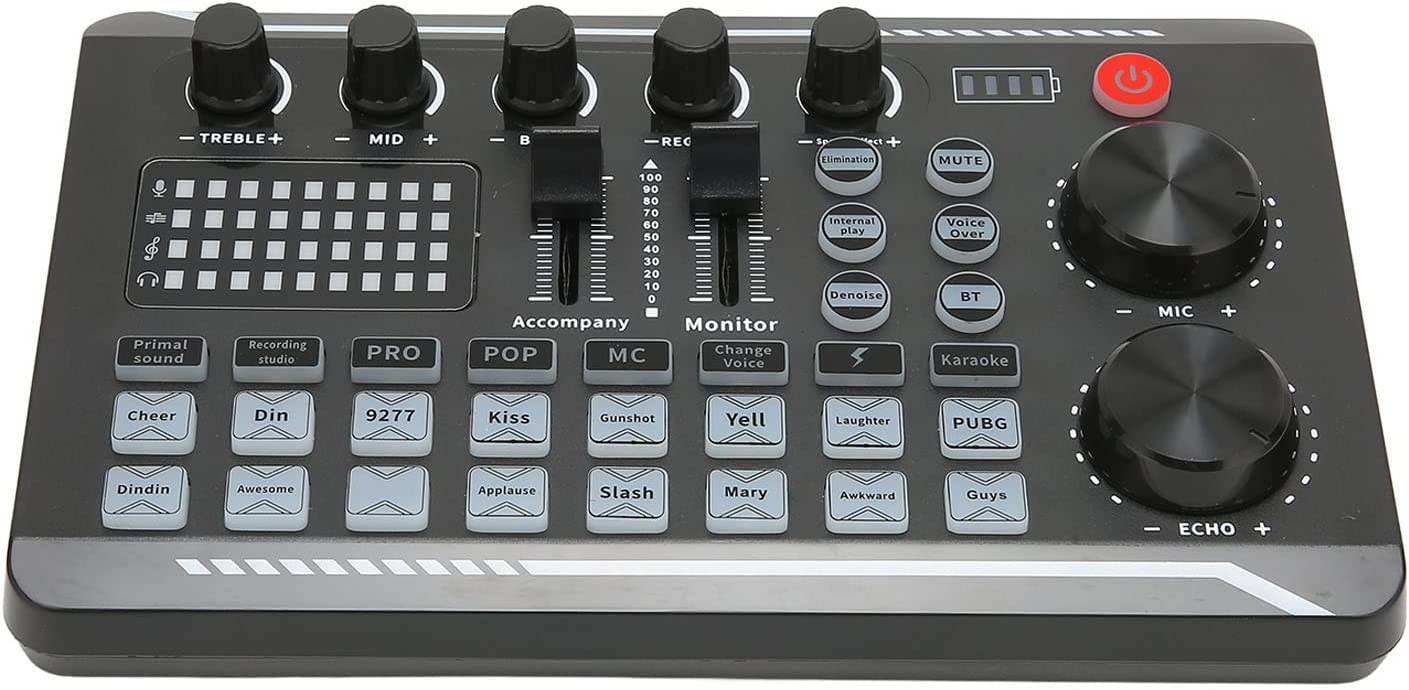 − TREBLE +
− MID +
−
−
− +
Elimination
MUTE
100
90
80
70
60
50
40
30
20
10
0
Internal
play
Voice
Over
Denoise
BT
− MIC +
Accompany
Monitor
Primal
sound
Recording
studio
PRO
POP
MC
Change
Voice
Karaoke
Cheer
Din
9277
Kiss
Gunshot
Yell
Laughter
PUBG
Dindin
Awesome
Applause
Slash
Mary
Awkward
Guys
− ECHO +